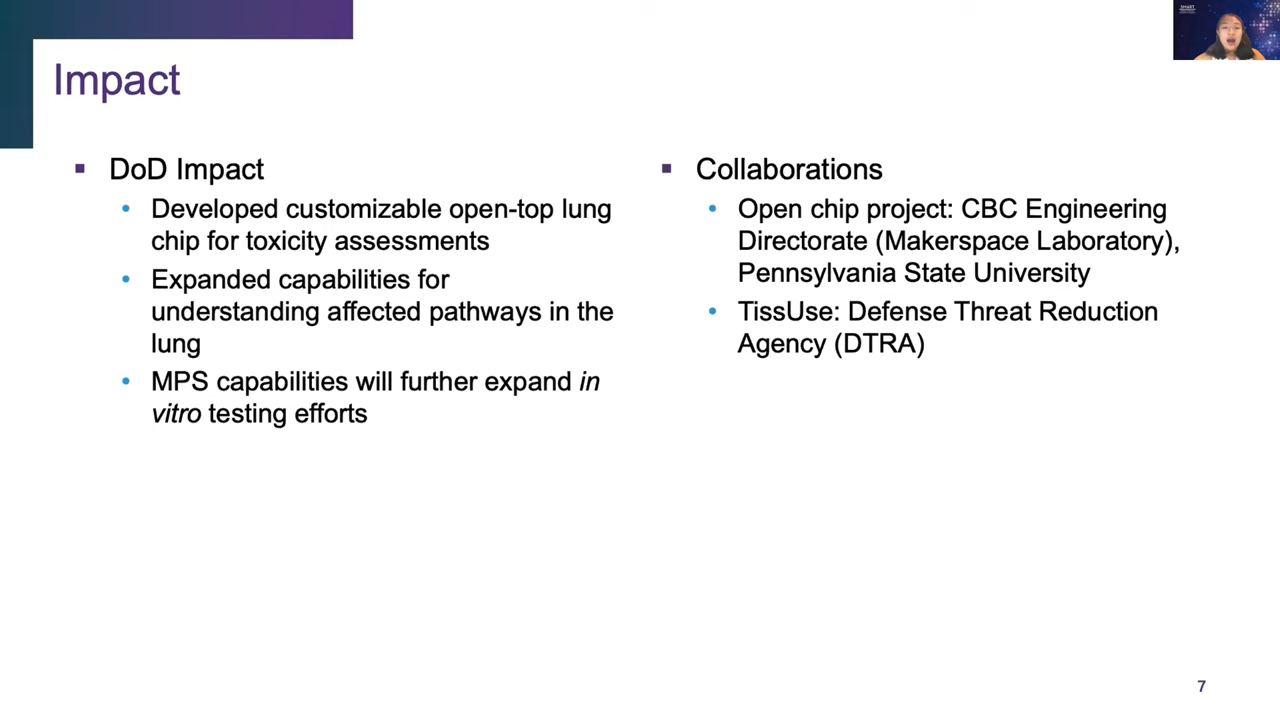 SMART
Impact
▪ DoD Impact
• Developed customizable open-top lung
chip for toxicity assessments
• Expanded capabilities for
understanding affected pathways in the
lung
• MPS capabilities will further expand in
vitro testing efforts
▪ Collaborations
• Open chip project: CBC Engineering
Directorate (Makerspace Laboratory),
Pennsylvania State University
• TissUse: Defense Threat Reduction
Agency (DTRA)
7